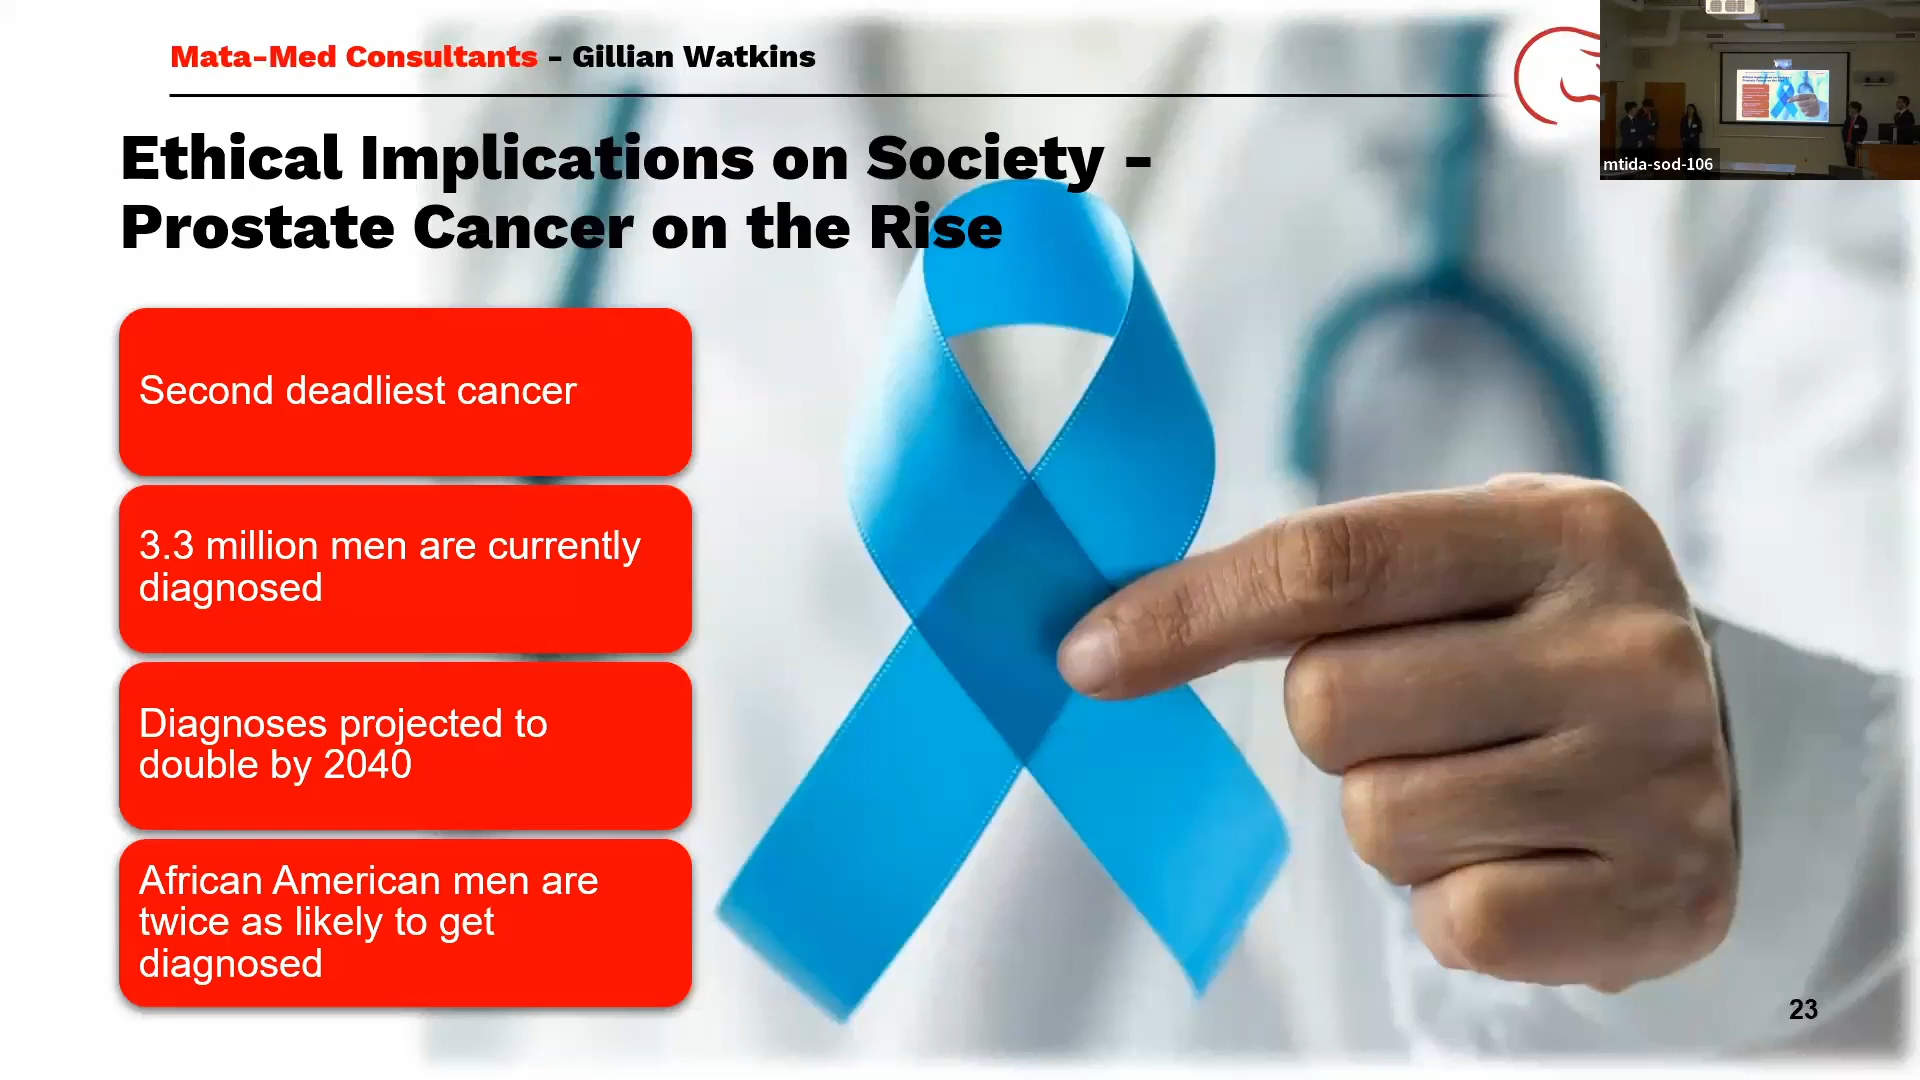 Mata-Med Consultants - Gillian Watkins
mtida-sod-106
Ethical Implications on Society -
Prostate Cancer on the Rise
Second deadliest cancer
3.3 million men are currently
diagnosed
Diagnoses projected to
double by 2040
African American men are
twice as likely to get
diagnosed
23